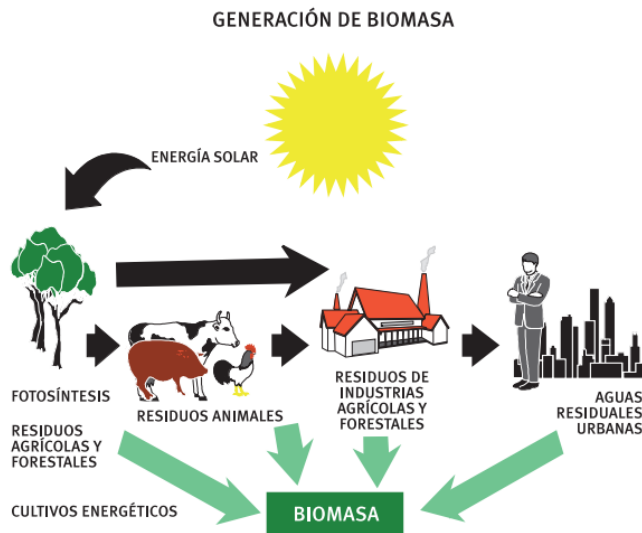 GENERACIÓN DE BIOMASA
ENERGÍA SOLAR
FOTOSÍNTESIS
RESIDUOS
AGRÍCOLAS Y
FORESTALES
CULTIVOS ENERGÉTICOS
RESIDUOS ANIMALES
RESIDUOS DE
INDUSTRIAS
AGRÍCOLAS Y
FORESTALES
AGUAS
RESIDUALES
URBANAS
BIOMASA